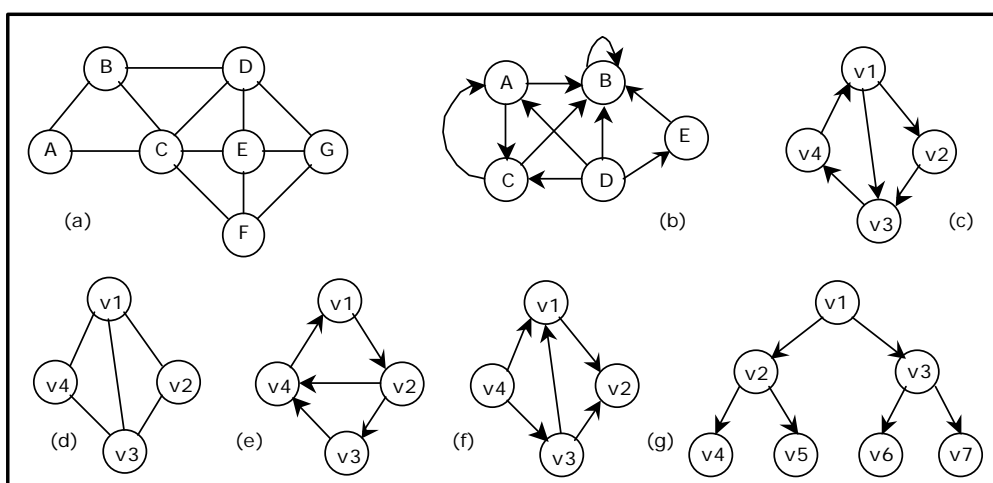 B D
A C E G
F
(a)
A B
E
C D
(b)
v1
v4 v2
v3
(c)
v1
v4 v2
v3
(d)
v1
v4 v2
v3
(e)
v1
v4 v2
v3
(f)
v1
v2 v3
v4 v5 v6 v7
(g)